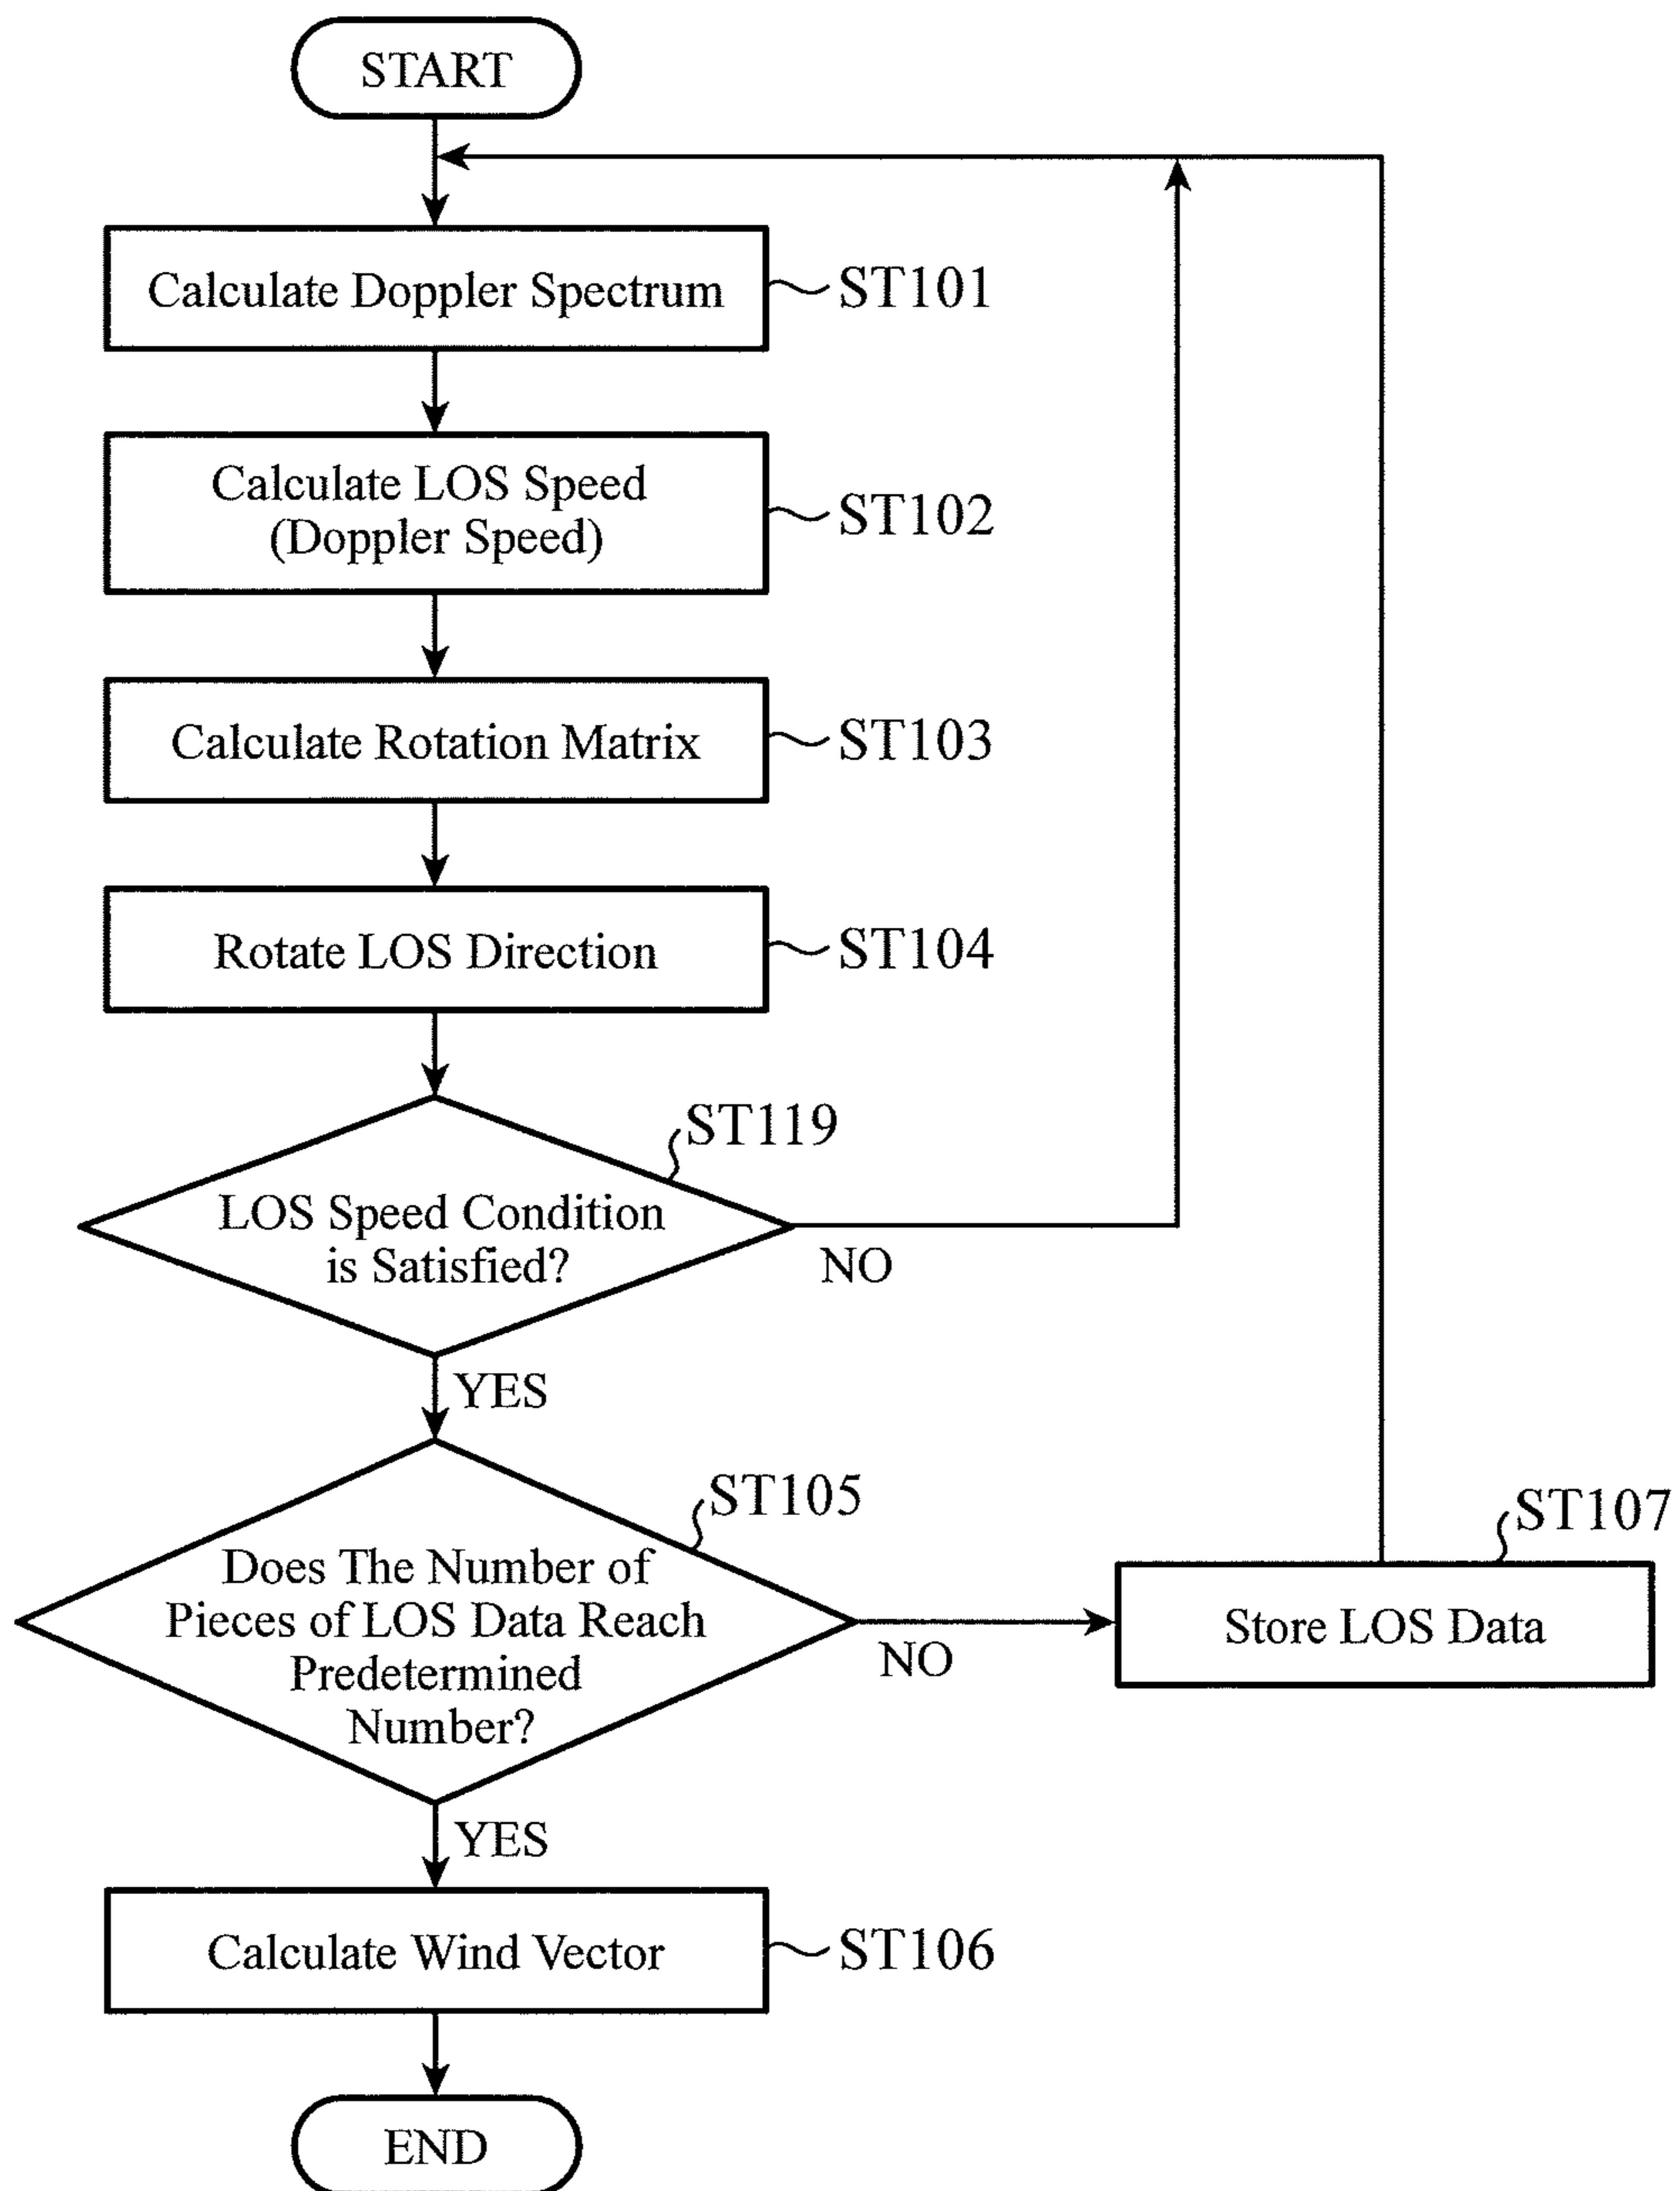 START
Calculate Doppler Spectrum
ST101
Calculate LOS Speed
(Doppler Speed)
ST102
Calculate Rotation Matrix
ST103
Rotate LOS Direction
ST104
ST119
LOS Speed Condition
is Satisfied?
NO
YES
ST105
Does The Number of
Pieces of LOS Data Reach
Predetermined
Number?
NO
ST107
Store LOS Data
YES
Calculate Wind Vector
ST106
END